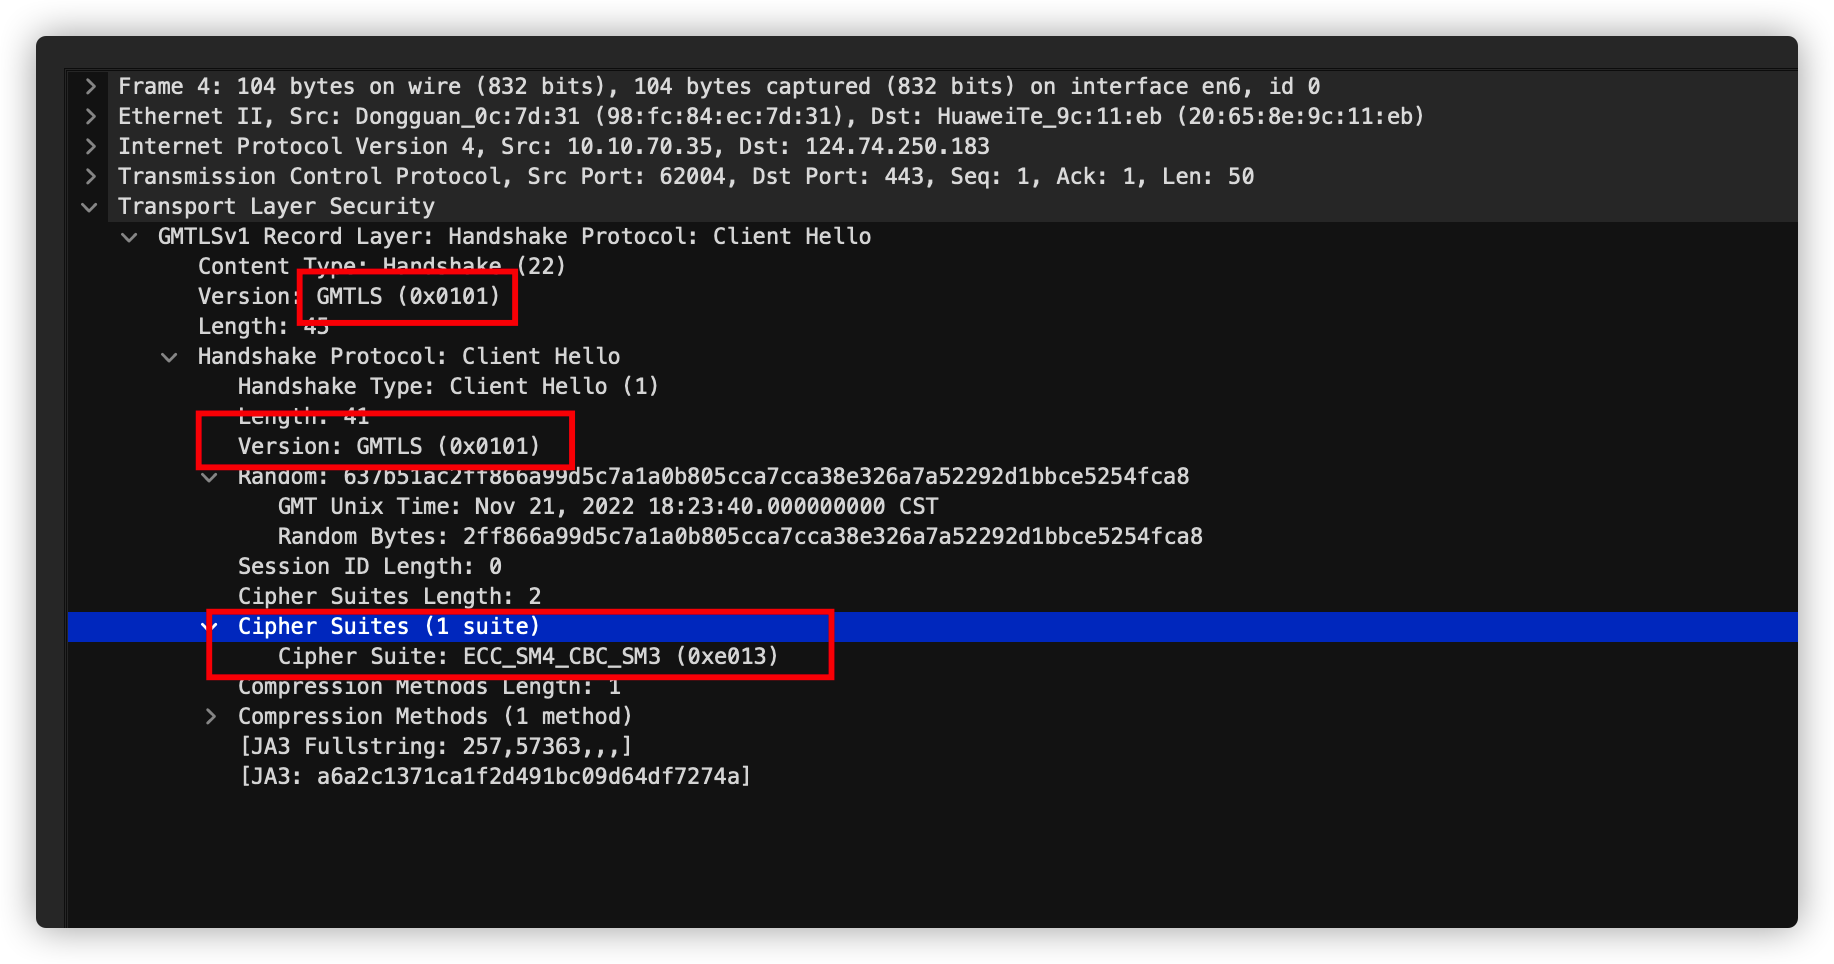 Frame 4: 104 bytes on wire (832 bits), 104 bytes captured (832 bits) on interface en6, id 0
Ethernet II, Src: Dongguan_0c:7d:31 (98:fc:84:ec:7d:31), Dst: HuaweiTe_9c:11:eb (20:65:8e:9c:11:eb)
Internet Protocol Version 4, Src: 10.10.70.35, Dst: 124.74.250.183
Transmission Control Protocol, Src Port: 62004, Dst Port: 443, Seq: 1, Ack: 1, Len: 50
Transport Layer Security
GMTLSv1 Record Layer: Handshake Protocol: Client Hello
Content Type: Handshake (22)
Version: GMTLS (0x0101)
Length: 45
Handshake Protocol: Client Hello
Handshake Type: Client Hello (1)
Length: 41
Version: GMTLS (0x0101)
Random: 637b51ac2ff866a99d5c7a1a0b805cca7cca38e326a7a52292d1bbce5254fca8
GMT Unix Time: Nov 21, 2022 18:23:40.000000000 CST
Random Bytes: 2ff866a99d5c7a1a0b805cca7cca38e326a7a52292d1bbce5254fca8
Session ID Length: 0
Cipher Suites Length: 2
Cipher Suites (1 suite)
Cipher Suite: ECC_SM4_CBC_SM3 (0xe013)
Compression Methods Length: 1
Compression Methods (1 method)
[JA3 Fullstring: 257,57363,,,]
[JA3: a6a2c1371ca1f2d491bc09d64df7274a]